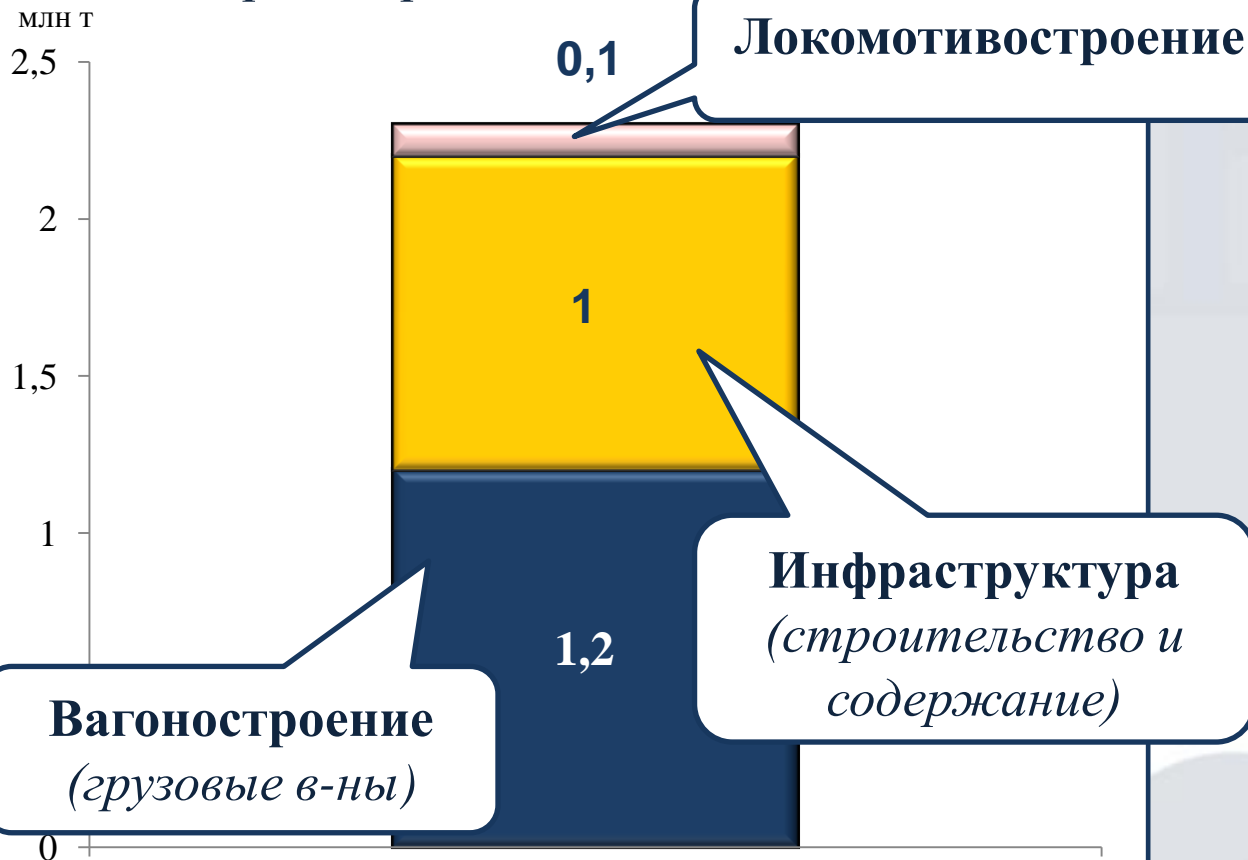 млн т
2,5
2
1,5
1
0
0,1
1
1,2
Локомотивостроение
Инфраструктура
(строительство и
содержание)
Вагоностроение
(грузовые в-ны)